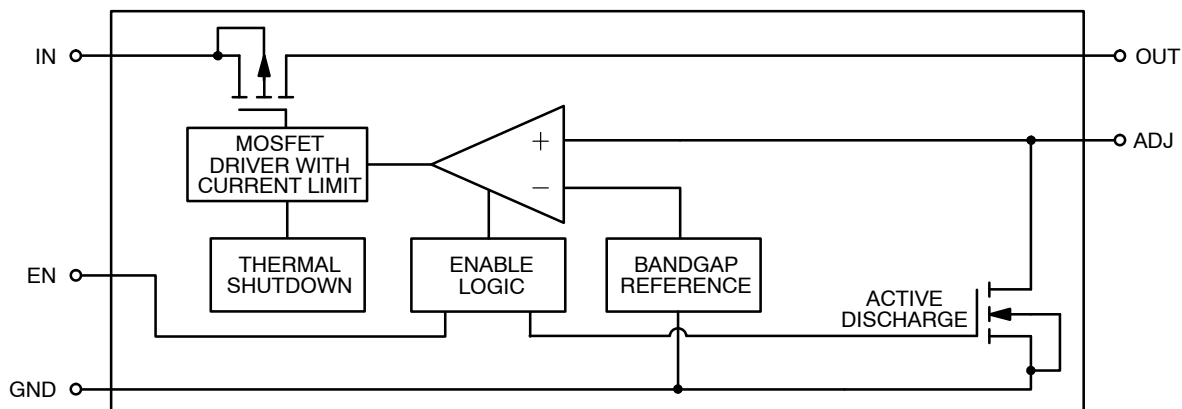 IN
OUT
MOSFET
DRIVER WITH
CURRENT LIMIT
+
−
ADJ
THERMAL
SHUTDOWN
ENABLE
LOGIC
BANDGAP
REFERENCE
EN
ACTIVE
DISCHARGE
GND